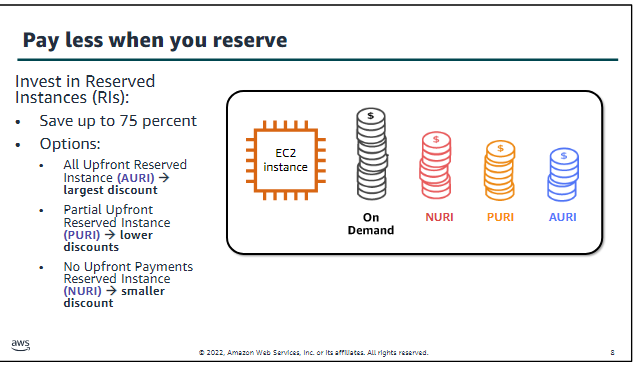 Pay less when you reserve
Invest in Reserved
Instances (RIs):
• Save up to 75 percent
• Options:
• All Upfront Reserved
Instance (AURI) →
largest discount
• Partial Upfront
Reserved Instance
(PURI) → lower
discounts
• No Upfront Payments
Reserved Instance
(NURI) → smaller
discount
EC2
instance
$
$
$
$
On
Demand
NURI
PURI
AURI
aws
© 2022, Amazon Web Services, Inc. or its affiliates. All rights reserved.
8